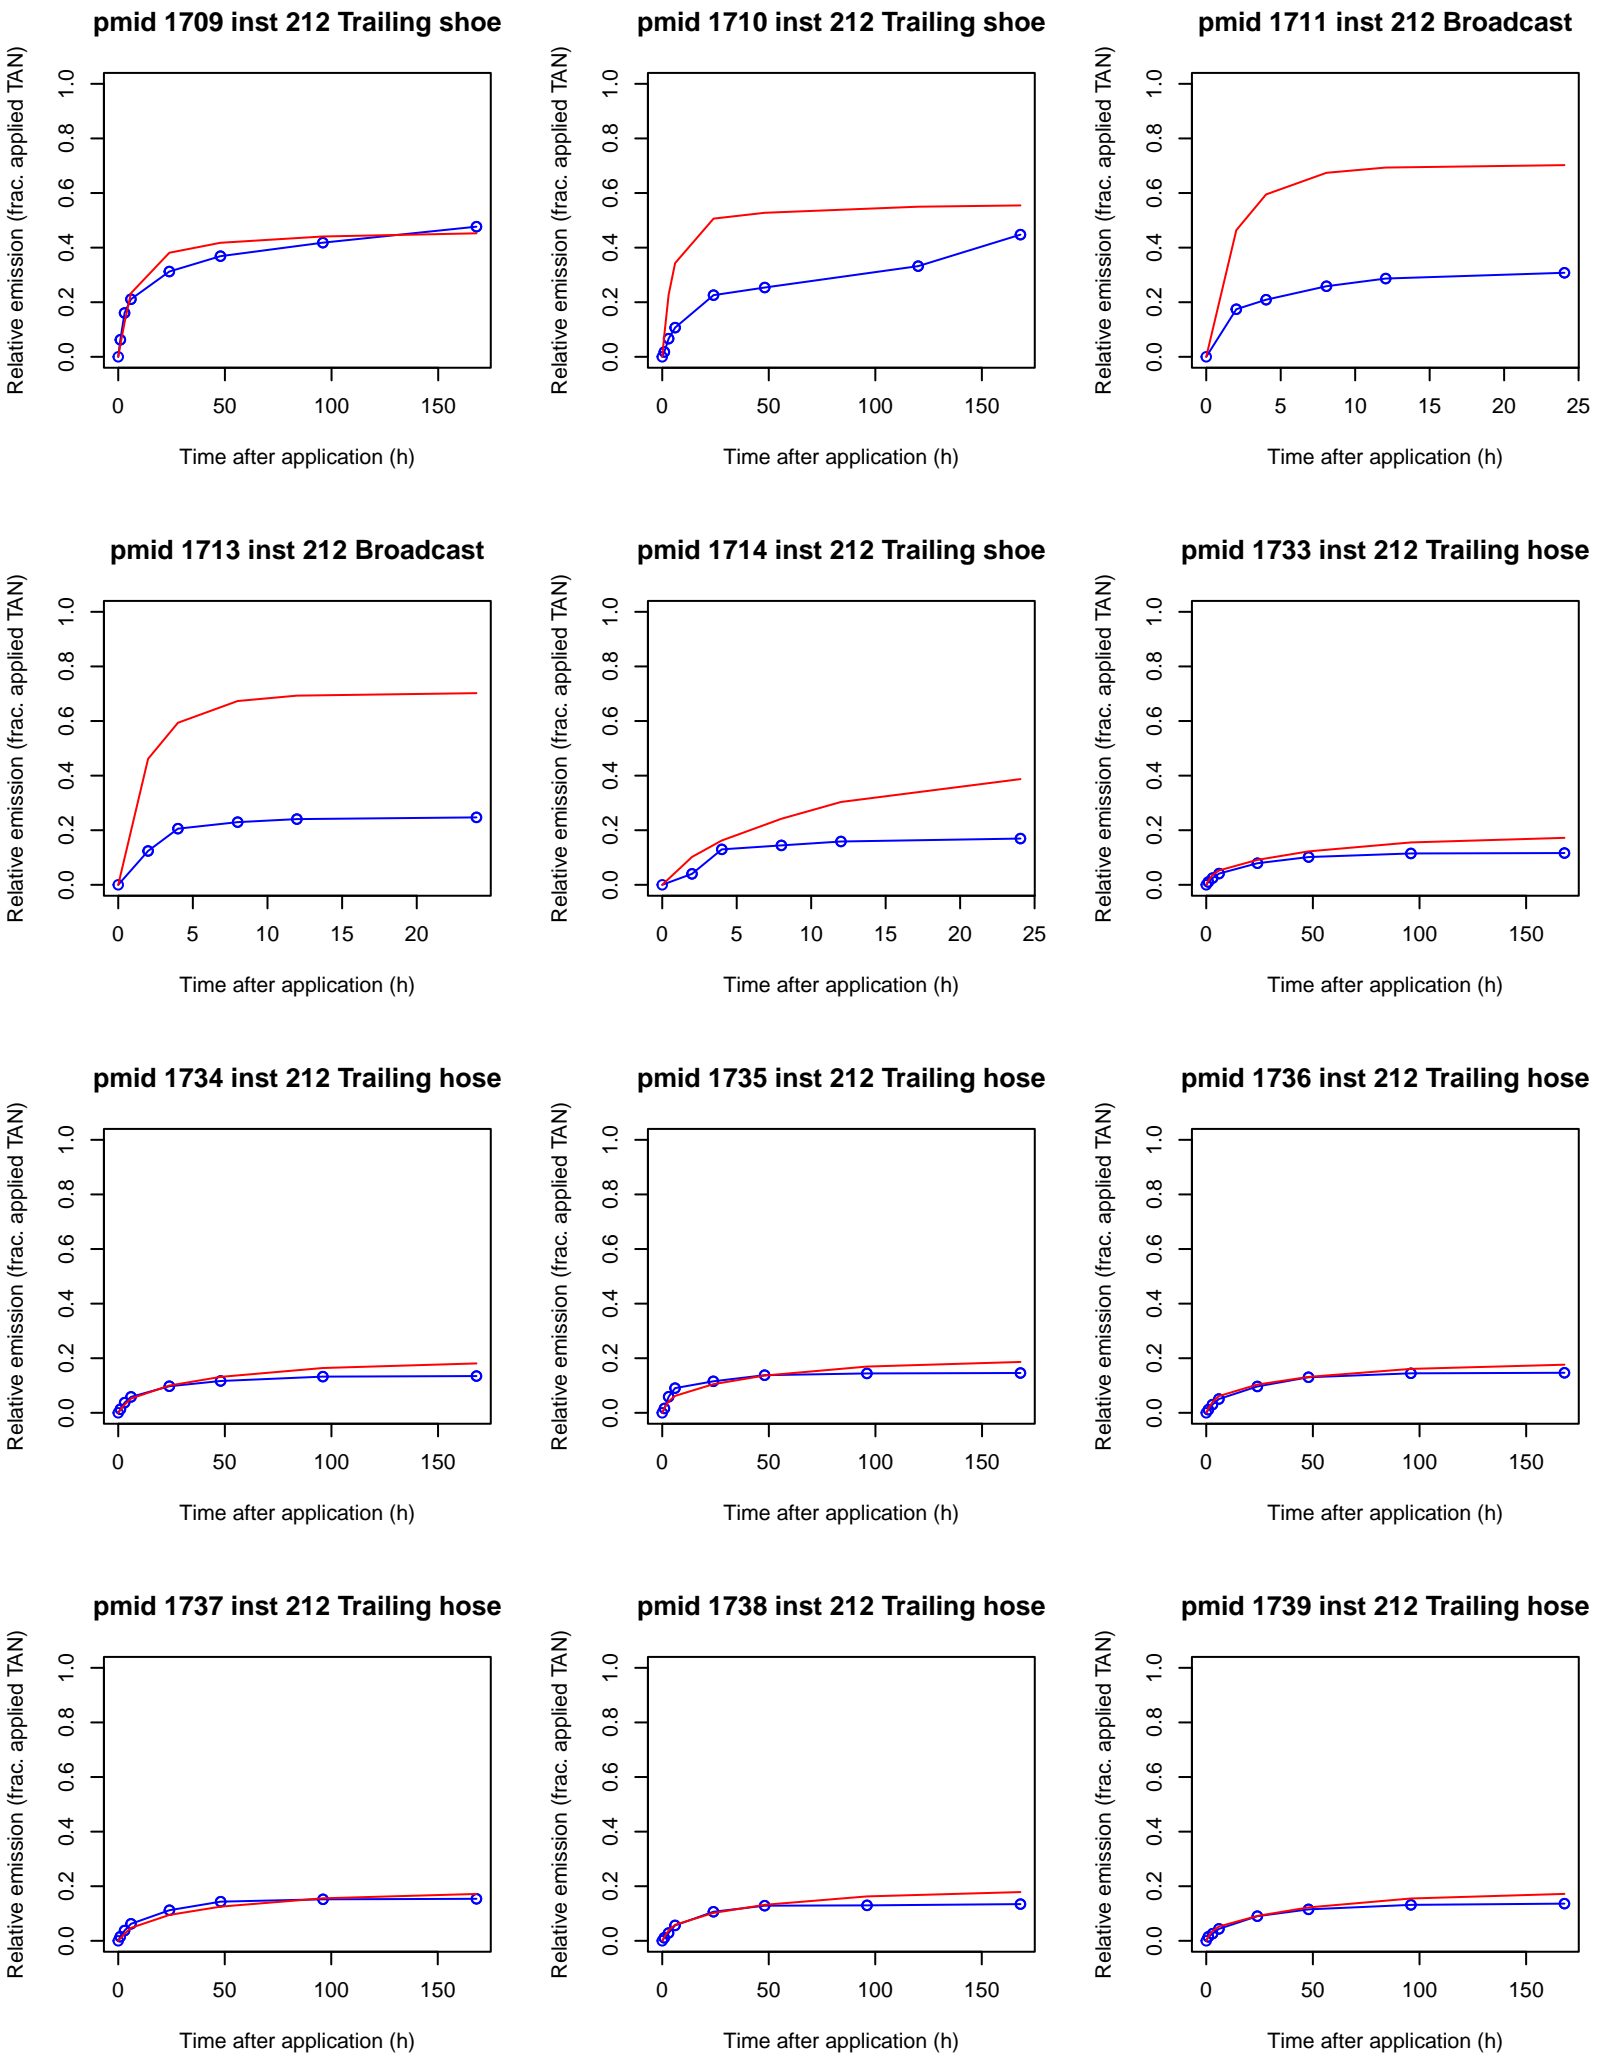 pmid 1709 inst 212 Trailing shoe
Relative emission (frac. applied TAN)
1.0
0.8
0.6
0.4
0.2
0.0
0 50 100 150
Time after application (h)
pmid 1710 inst 212 Trailing shoe
Relative emission (frac. applied TAN)
1.0
0.8
0.6
0.4
0.2
0.0
0 50 100 150
Time after application (h)
pmid 1711 inst 212 Broadcast
Relative emission (frac. applied TAN)
1.0
0.8
0.6
0.4
0.2
0.0
0 5 10 15 20 25
Time after application (h)
pmid 1713 inst 212 Broadcast
Relative emission (frac. applied TAN)
1.0
0.8
0.6
0.4
0.2
0.0
0 5 10 15 20
Time after application (h)
pmid 1714 inst 212 Trailing shoe
Relative emission (frac. applied TAN)
1.0
0.8
0.6
0.4
0.2
0.0
0 5 10 15 20 25
Time after application (h)
pmid 1733 inst 212 Trailing hose
Relative emission (frac. applied TAN)
1.0
0.8
0.6
0.4
0.2
0.0
0 50 100 150
Time after application (h)
pmid 1734 inst 212 Trailing hose
Relative emission (frac. applied TAN)
1.0
0.8
0.6
0.4
0.2
0.0
0 50 100 150
Time after application (h)
pmid 1735 inst 212 Trailing hose
Relative emission (frac. applied TAN)
1.0
0.8
0.6
0.4
0.2
0.0
0 50 100 150
Time after application (h)
pmid 1736 inst 212 Trailing hose
Relative emission (frac. applied TAN)
1.0
0.8
0.6
0.4
0.2
0.0
0 50 100 150
Time after application (h)
pmid 1737 inst 212 Trailing hose
Relative emission (frac. applied TAN)
1.0
0.8
0.6
0.4
0.2
0.0
0 50 100 150
Time after application (h)
pmid 1738 inst 212 Trailing hose
Relative emission (frac. applied TAN)
1.0
0.8
0.6
0.4
0.2
0.0
0 50 100 150
Time after application (h)
pmid 1739 inst 212 Trailing hose
Relative emission (frac. applied TAN)
1.0
0.8
0.6
0.4
0.2
0.0
0 50 100 150
Time after application (h)